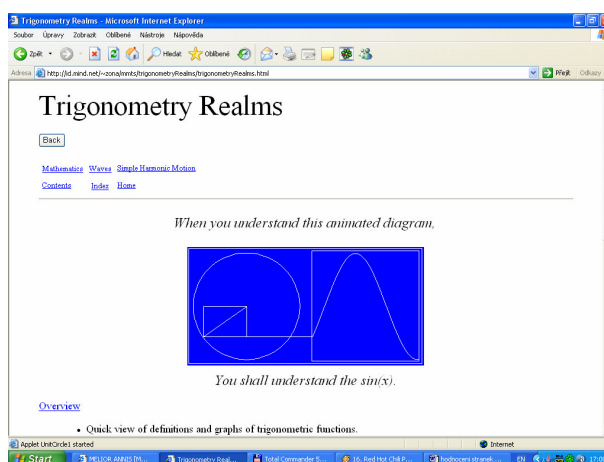 Trigonometry Realms - Microsoft Internet Explorer
Soubor Úpravy Zobrazit Oblíbené Nástroje Nápověda
Zpět Hledat Oblíbené
Adresa http://id.mind.net/~zona/mmts/trigonometryRealms/trigonometryRealms.html Přejít Odkazy
Trigonometry Realms
Back
Mathematics Waves Simple Harmonic Motion
Contents Index Home
When you understand this animated diagram,
You shall understand the sin(x).
Overview
• Quick view of definitions and graphs of trigonometric functions.
Applet UnitCircle1 started Internet
Start MELIOR ANNIS [M... Trigonometry Real... Total Commander 5... 16. Red Hot Chili P... hodnoceni stranek ... EN